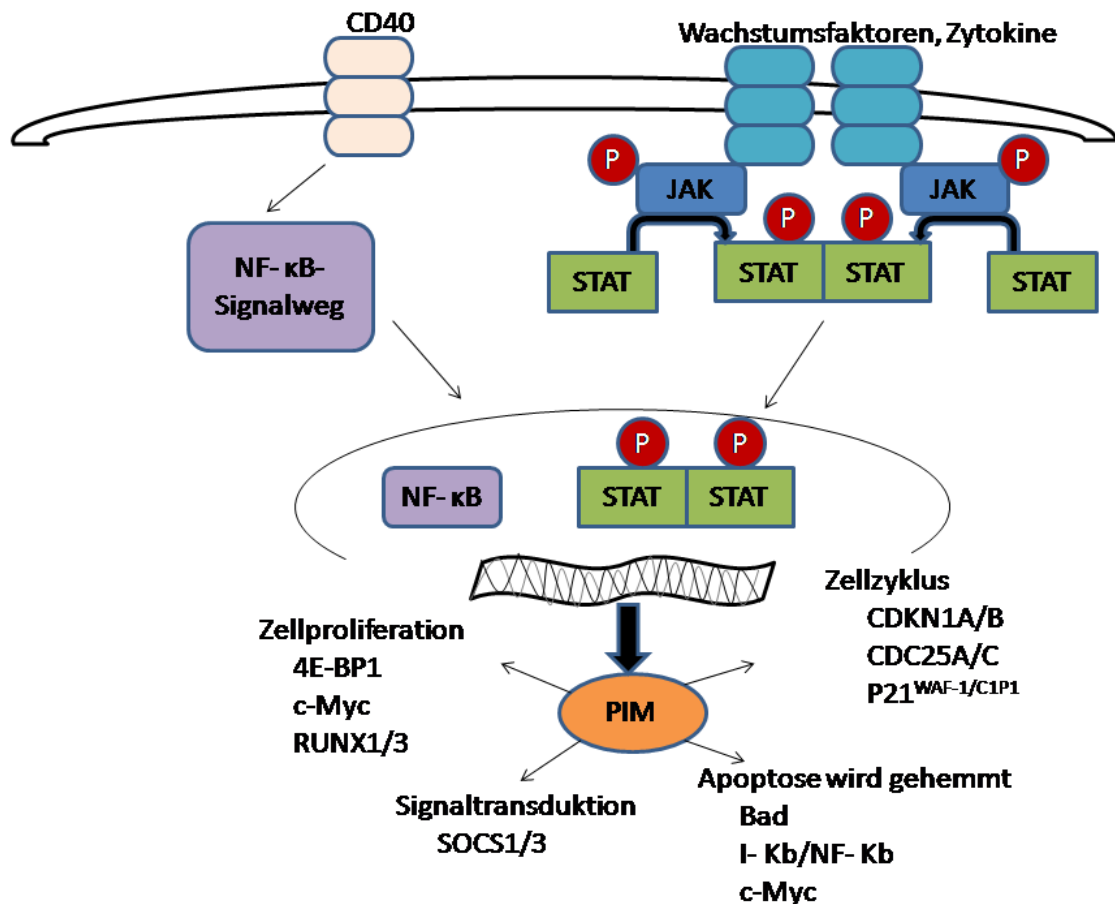 CD40
Wachstumsfaktoren, Zytokine
P
P
JAK
JAK
P
P
NF- κB-
Signalweg
STAT
STAT
STAT
STAT
P
P
NF- κB
STAT
STAT
Zellproliferation
4E-BP1
c-Myc
RUNX1/3
Zellzyklus
CDKN1A/B
CDC25A/C
P21WAF-1/C1P1
PIM
Signaltransduktion
SOCS1/3
Apoptose wird gehemmt
Bad
I- Kb/NF- Kb
c-Myc